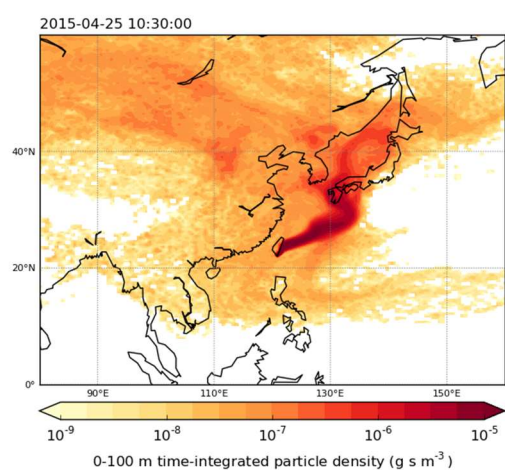 2015-04-25 10:30:00
40°N
20°N
0°
90°E 110°E 130°E 150°E
10⁻⁹ 10⁻⁸ 10⁻⁷ 10⁻⁶ 10⁻⁵
0-100 m time-integrated particle density (g s m⁻³)